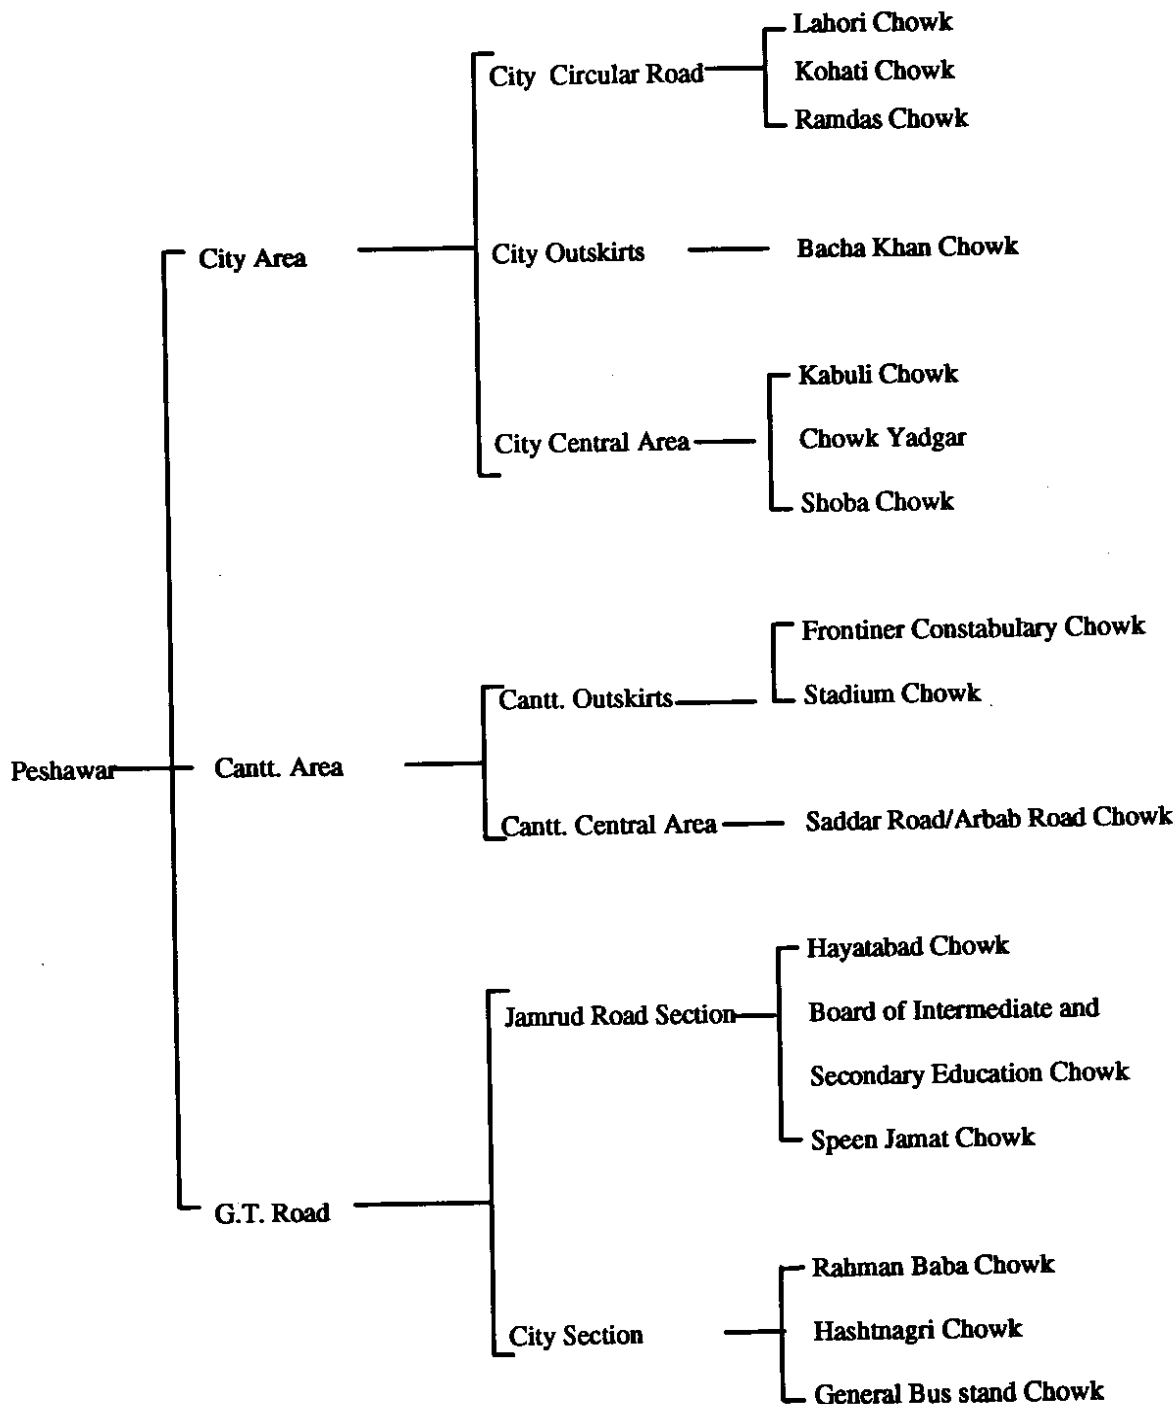 Lahori Chowk
City Circular Road
Kohati Chowk
Ramdas Chowk
City Area
City Outskirts
Bacha Khan Chowk
Kabuli Chowk
City Central Area
Chowk Yadgar
Shoba Chowk
Frontiner Constabulary Chowk
Cantt. Outskirts
Stadium Chowk
Peshawar
Cantt. Area
Cantt. Central Area
Saddar Road/Arbab Road Chowk
Hayatabad Chowk
Jamrud Road Section
Board of Intermediate and
Secondary Education Chowk
Speen Jamat Chowk
G.T. Road
Rahman Baba Chowk
City Section
Hashtnagri Chowk
General Bus stand Chowk